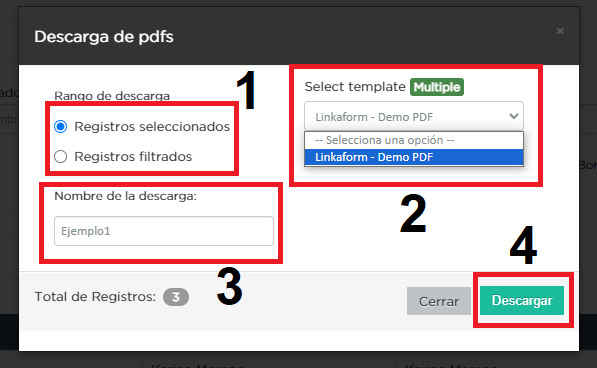 Descarga de pdfs
×
Rango de descarga
1
Registros seleccionados
Registros filtrados
Select template Multiple
Linkaform - Demo PDF
-- Selecciona una opción --
Linkaform - Demo PDF
2
Nombre de la descarga:
Ejemplo1
3
Total de Registros: 3
Cerrar
Descargar
4